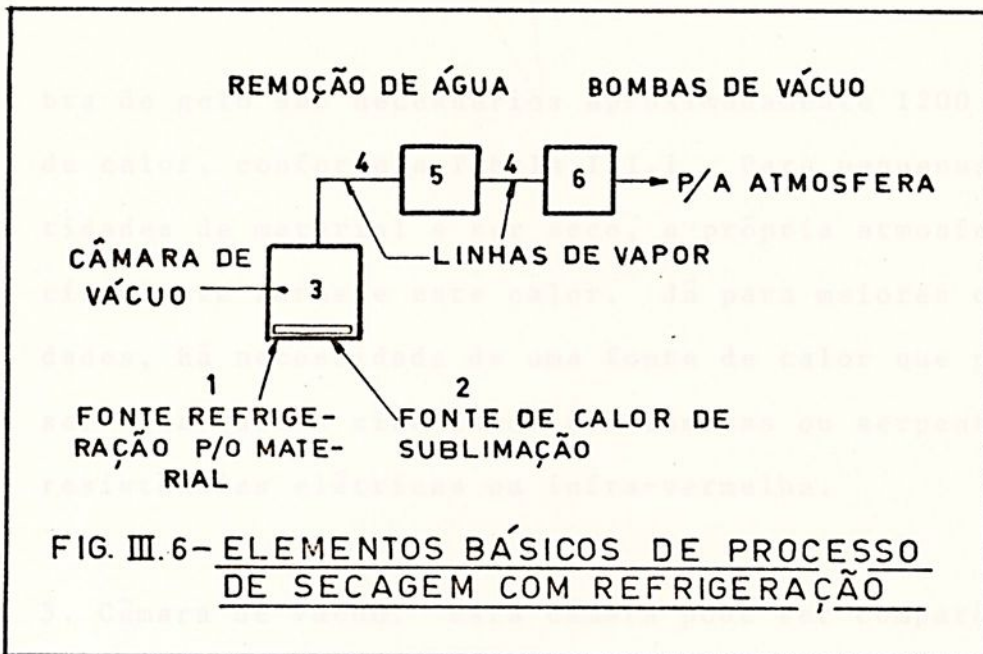 REMOÇÃO DE ÁGUA BOMBAS DE VÁCUO
4 4
5 6 P/A ATMOSFERA
LINHAS DE VAPOR
CÂMARA DE
VÁCUO 3
1 2
FONTE REFRIGE-
RAÇÃO P/O MATE-
RIAL
FONTE DE CALOR DE
SUBLIMAÇÃO
FIG. III.6- ELEMENTOS BÁSICOS DE PROCESSO
DE SECAGEM COM REFRIGERAÇÃO